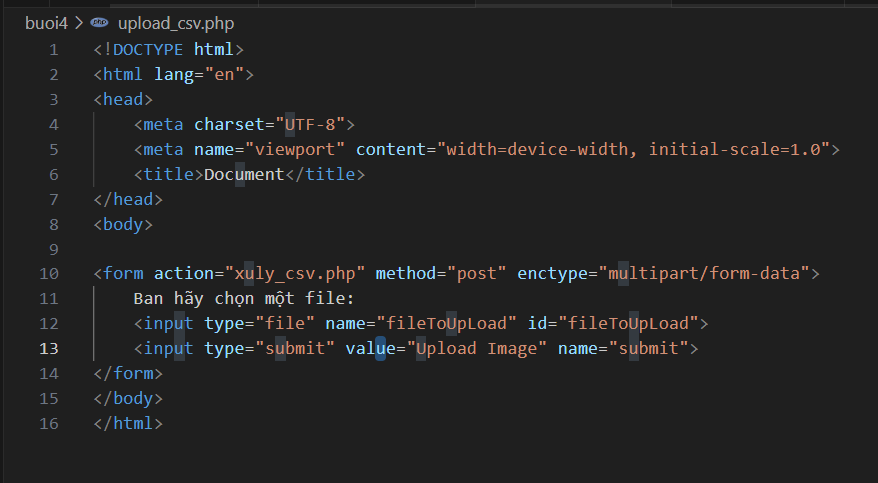 buoi4 > upload_csv.php
1 <!DOCTYPE html>
2 <html lang="en">
3 <head>
4     <meta charset="UTF-8">
5     <meta name="viewport" content="width=device-width, initial-scale=1.0">
6     <title>Document</title>
7 </head>
8 <body>
9
10 <form action="xuly_csv.php" method="post" enctype="multipart/form-data">
11     Ban hãy chọn một file:
12     <input type="file" name="fileToUpLoad" id="fileToUpLoad">
13     <input type="submit" value="Upload Image" name="submit">
14 </form>
15 </body>
16 </html>